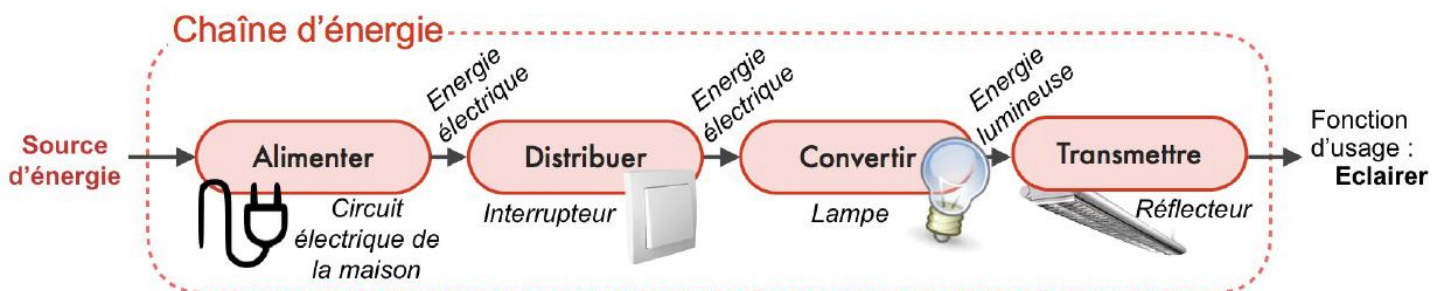 Chaîne d'énergie
Source
d'énergie
Alimenter
Circuit
électrique de
la maison
Energie
électrique
Distribuer
Interrupteur
Energie
électrique
Convertir
Lampe
Energie
lumineuse
Transmettre
Réflecteur
Fonction
d'usage :
Eclairer